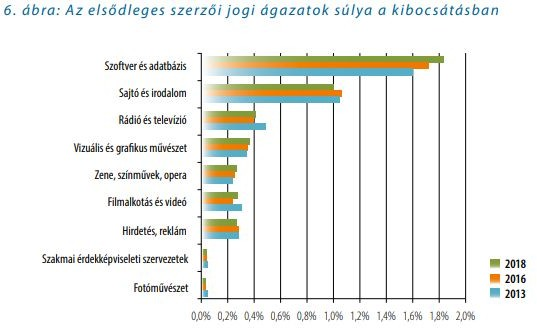 6. ábra: Az elsődleges szerzői jogi ágazatok súlya a kibocsátásban
Szoftver és adatbázis
Sajtó és irodalom
Rádió és televízió
Vizuális és grafikus művészet
Zene, színművek, opera
Filmalkotás és videó
Hirdetés, reklám
Szakmai érdekképviseleti szervezetek
Fotóművészet
2018
2016
2013
0,0% 0,2% 0,4% 0,6% 0,8% 1,0% 1,2% 1,4% 1,6% 1,8% 2,0%